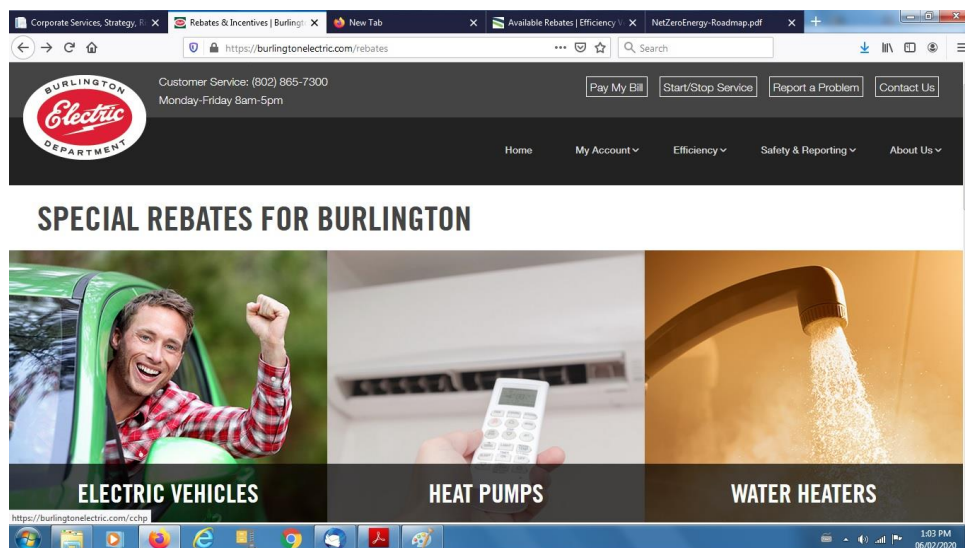 Corporate Services, Strategy, R
Rebates & Incentives | Burlingt
New Tab
Available Rebates | Efficiency V
NetZeroEnergy-Roadmap.pdf
https://burlingtonelectric.com/rebates
Search
BURLINGTON
Electric
DEPARTMENT
Customer Service: (802) 865-7300
Monday-Friday 8am-5pm
Pay My Bill
Start/Stop Service
Report a Problem
Contact Us
Home
My Account
Efficiency
Safety & Reporting
About Us
SPECIAL REBATES FOR BURLINGTON
ELECTRIC VEHICLES
HEAT PUMPS
WATER HEATERS
https://burlingtonelectric.com/cchp
1:03 PM
06/02/2020